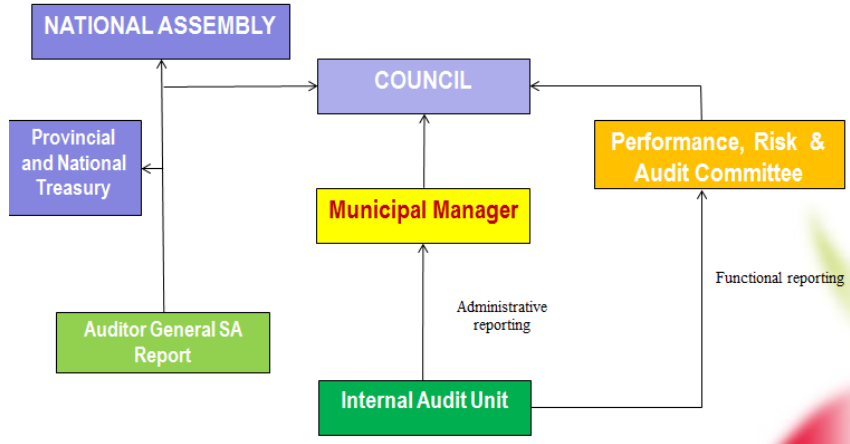 NATIONAL ASSEMBLY
COUNCIL
Provincial
and National
Treasury
Performance, Risk &
Audit Committee
Municipal Manager
Functional reporting
Administrative
reporting
Auditor General SA
Report
Internal Audit Unit